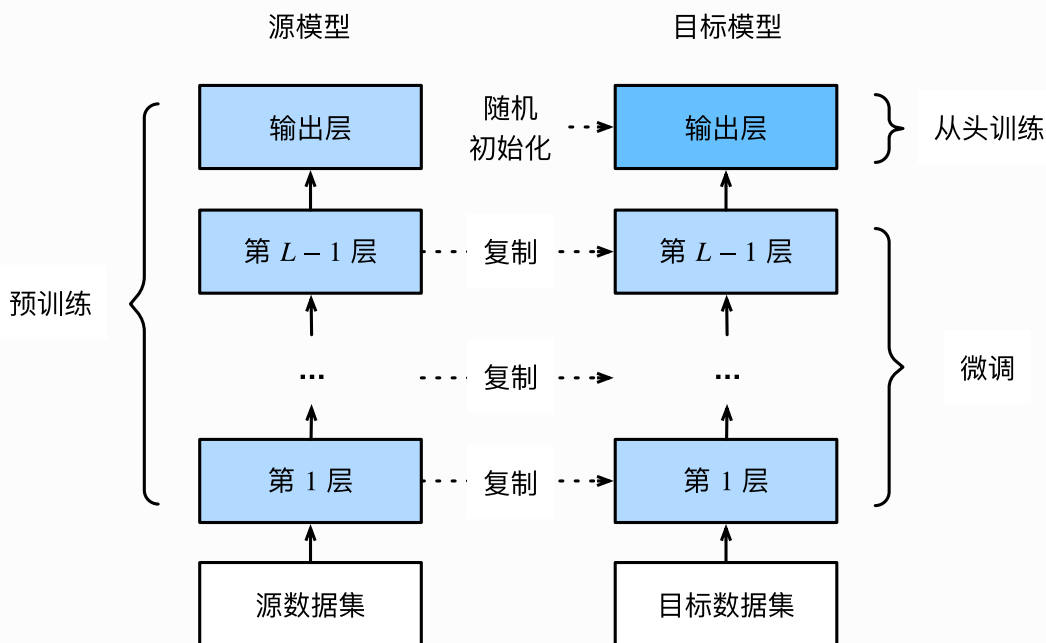 源模型
目标模型
输出层
随机
初始化
输出层
从头训练
第 L – 1 层
复制
第 L – 1 层
预训练
...
复制
...
微调
第 1 层
复制
第 1 层
源数据集
目标数据集